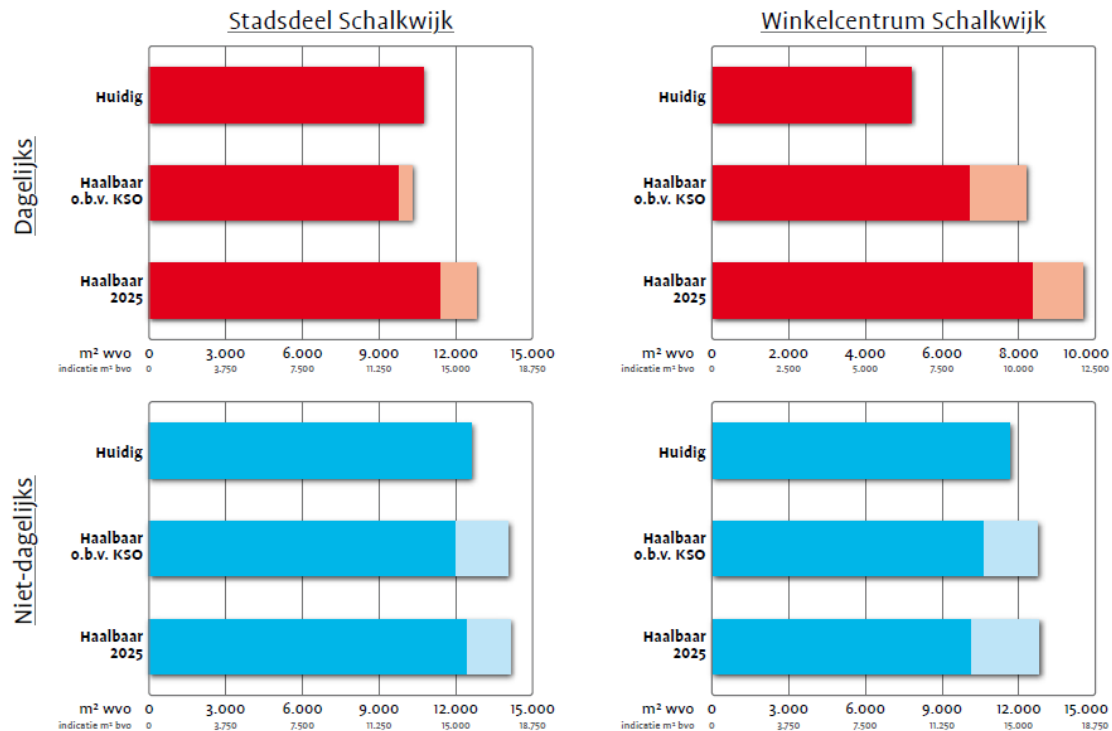 Stadsdeel Schalkwijk
Winkelcentrum Schalkwijk
Dagelijks
Huidig
Haalbaar
o.b.v. KSO
Haalbaar
2025
m² wvo 0 3.000 6.000 9.000 12.000 15.000
indicatie m² bvo 0 3.750 7.500 11.250 15.000 18.750
Huidig
Haalbaar
o.b.v. KSO
Haalbaar
2025
m² wvo 0 2.000 4.000 6.000 8.000 10.000
indicatie m² bvo 0 2.500 5.000 7.500 10.000 12.500
Niet-dagelijks
Huidig
Haalbaar
o.b.v. KSO
Haalbaar
2025
m² wvo 0 3.000 6.000 9.000 12.000 15.000
indicatie m² bvo 0 3.750 7.500 11.250 15.000 18.750
Huidig
Haalbaar
o.b.v. KSO
Haalbaar
2025
m² wvo 0 3.000 6.000 9.000 12.000 15.000
indicatie m² bvo 0 3.750 7.500 11.250 15.000 18.750